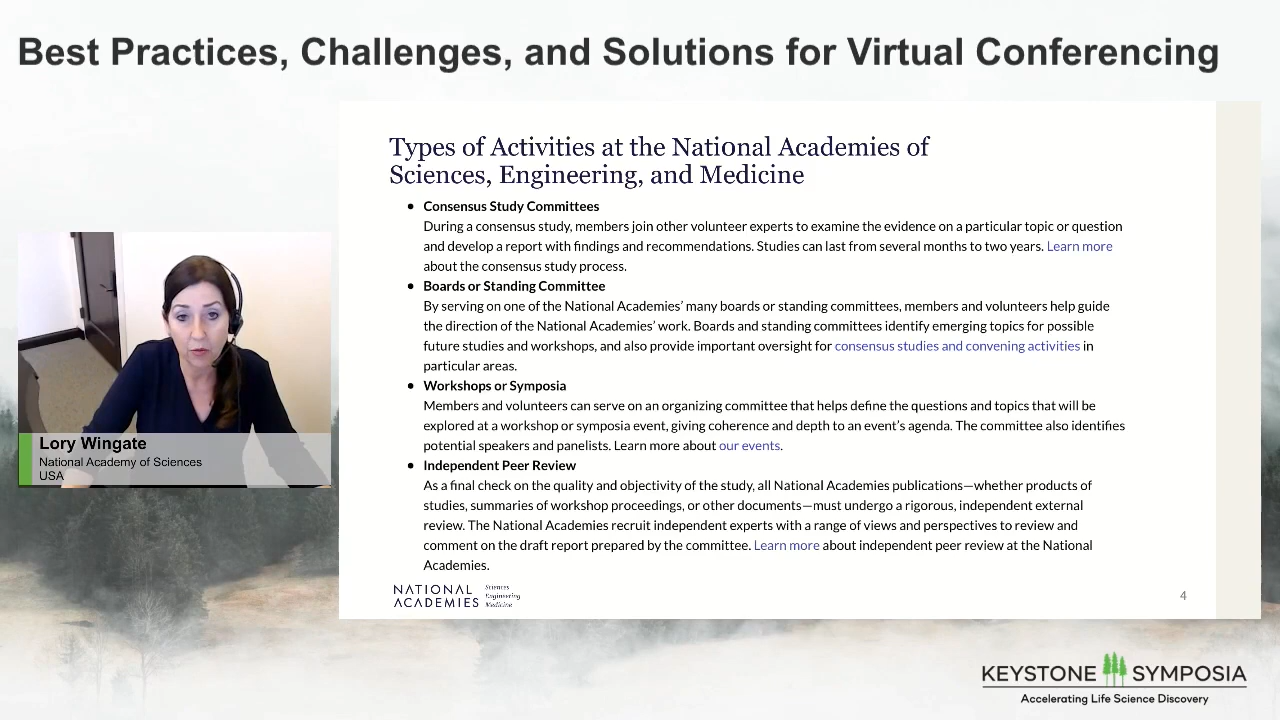 Best Practices, Challenges, and Solutions for Virtual Conferencing
Types of Activities at the National Academies of
Sciences, Engineering, and Medicine
• Consensus Study Committees
During a consensus study, members join other volunteer experts to examine the evidence on a particular topic or question
and develop a report with findings and recommendations. Studies can last from several months to two years. Learn more
about the consensus study process.
• Boards or Standing Committee
By serving on one of the National Academies’ many boards or standing committees, members and volunteers help guide
the direction of the National Academies’ work. Boards and standing committees identify emerging topics for possible
future studies and workshops, and also provide important oversight for consensus studies and convening activities in
particular areas.
• Workshops or Symposia
Members and volunteers can serve on an organizing committee that helps define the questions and topics that will be
explored at a workshop or symposia event, giving coherence and depth to an event’s agenda. The committee also identifies
potential speakers and panelists. Learn more about our events.
• Independent Peer Review
As a final check on the quality and objectivity of the study, all National Academies publications—whether products of
studies, summaries of workshop proceedings, or other documents—must undergo a rigorous, independent external
review. The National Academies recruit independent experts with a range of views and perspectives to review and
comment on the draft report prepared by the committee. Learn more about independent peer review at the National
Academies.
NATIONAL ACADEMIES
Sciences
Engineering
Medicine
4
Lory Wingate
National Academy of Sciences
USA
KEYSTONE SYMPOSIA
Accelerating Life Science Discovery